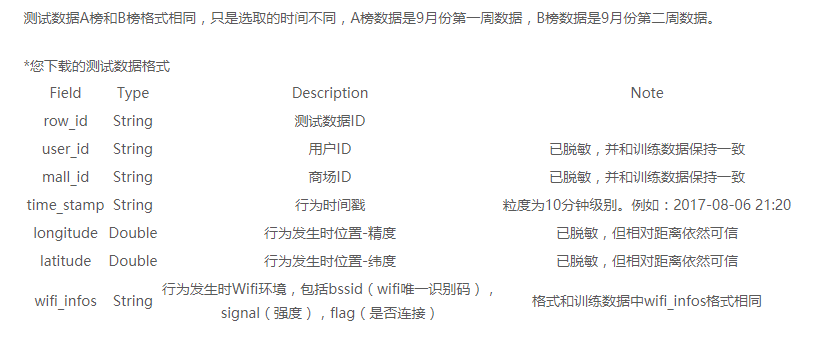 测试数据A榜和B榜格式相同，只是选取的时间不同，A榜数据是9月份第一周数据，B榜数据是9月份第二周数据。
*您下载的测试数据格式
Field Type Description Note
row_id String 测试数据ID
user_id String 用户ID 已脱敏，并和训练数据保持一致
mall_id String 商场ID 已脱敏，并和训练数据保持一致
time_stamp String 行为时间戳 粒度为10分钟级别。例如：2017-08-06 21:20
longitude Double 行为发生时位置-精度 已脱敏，但相对距离依然可信
latitude Double 行为发生时位置-纬度 已脱敏，但相对距离依然可信
wifi_infos String 行为发生时Wifi环境，包括bssid（wifi唯一识别码），
signal（强度），flag（是否连接） 格式和训练数据中wifi_infos格式相同